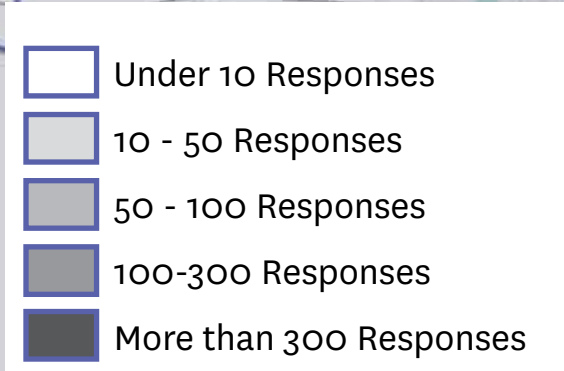 Under 10 Responses
10 - 50 Responses
50 - 100 Responses
100-300 Responses
More than 300 Responses